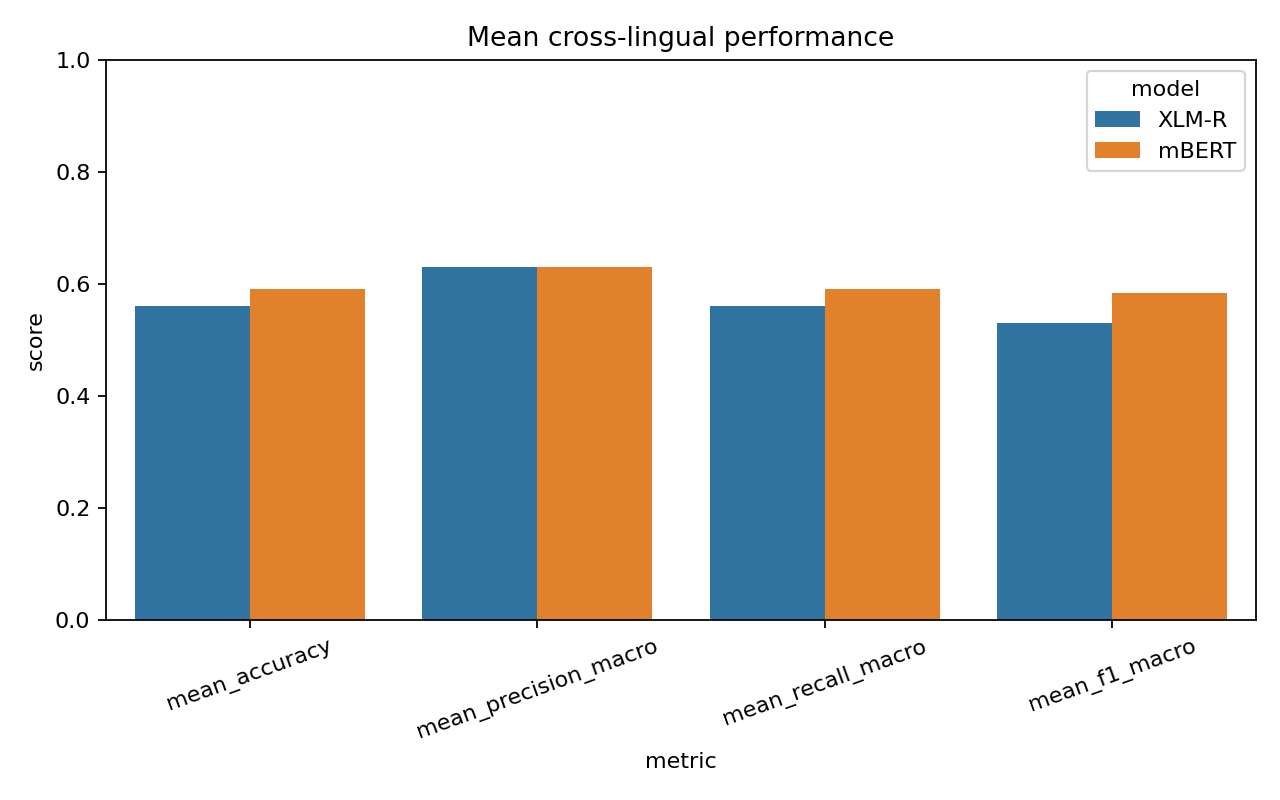 Mean cross-lingual performance
model
XLM-R
mBERT
1.0
0.8
0.6
0.4
0.2
0.0
score
mean_accuracy
mean_precision_macro
mean_recall_macro
mean_f1_macro
metric